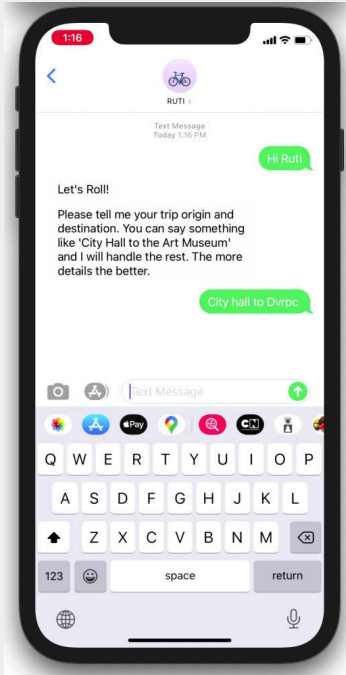 1:16
RUTI >
Text Message
Today 1:16 PM
Hi Ruti
Let's Roll!
Please tell me your trip origin and
destination. You can say something
like 'City Hall to the Art Museum'
and I will handle the rest. The more
details the better.
City hall to Dvrpc
Text Message
Pay
CN
Q W E R T Y U I O P
A S D F G H J K L
Z X C V B N M
123 space return